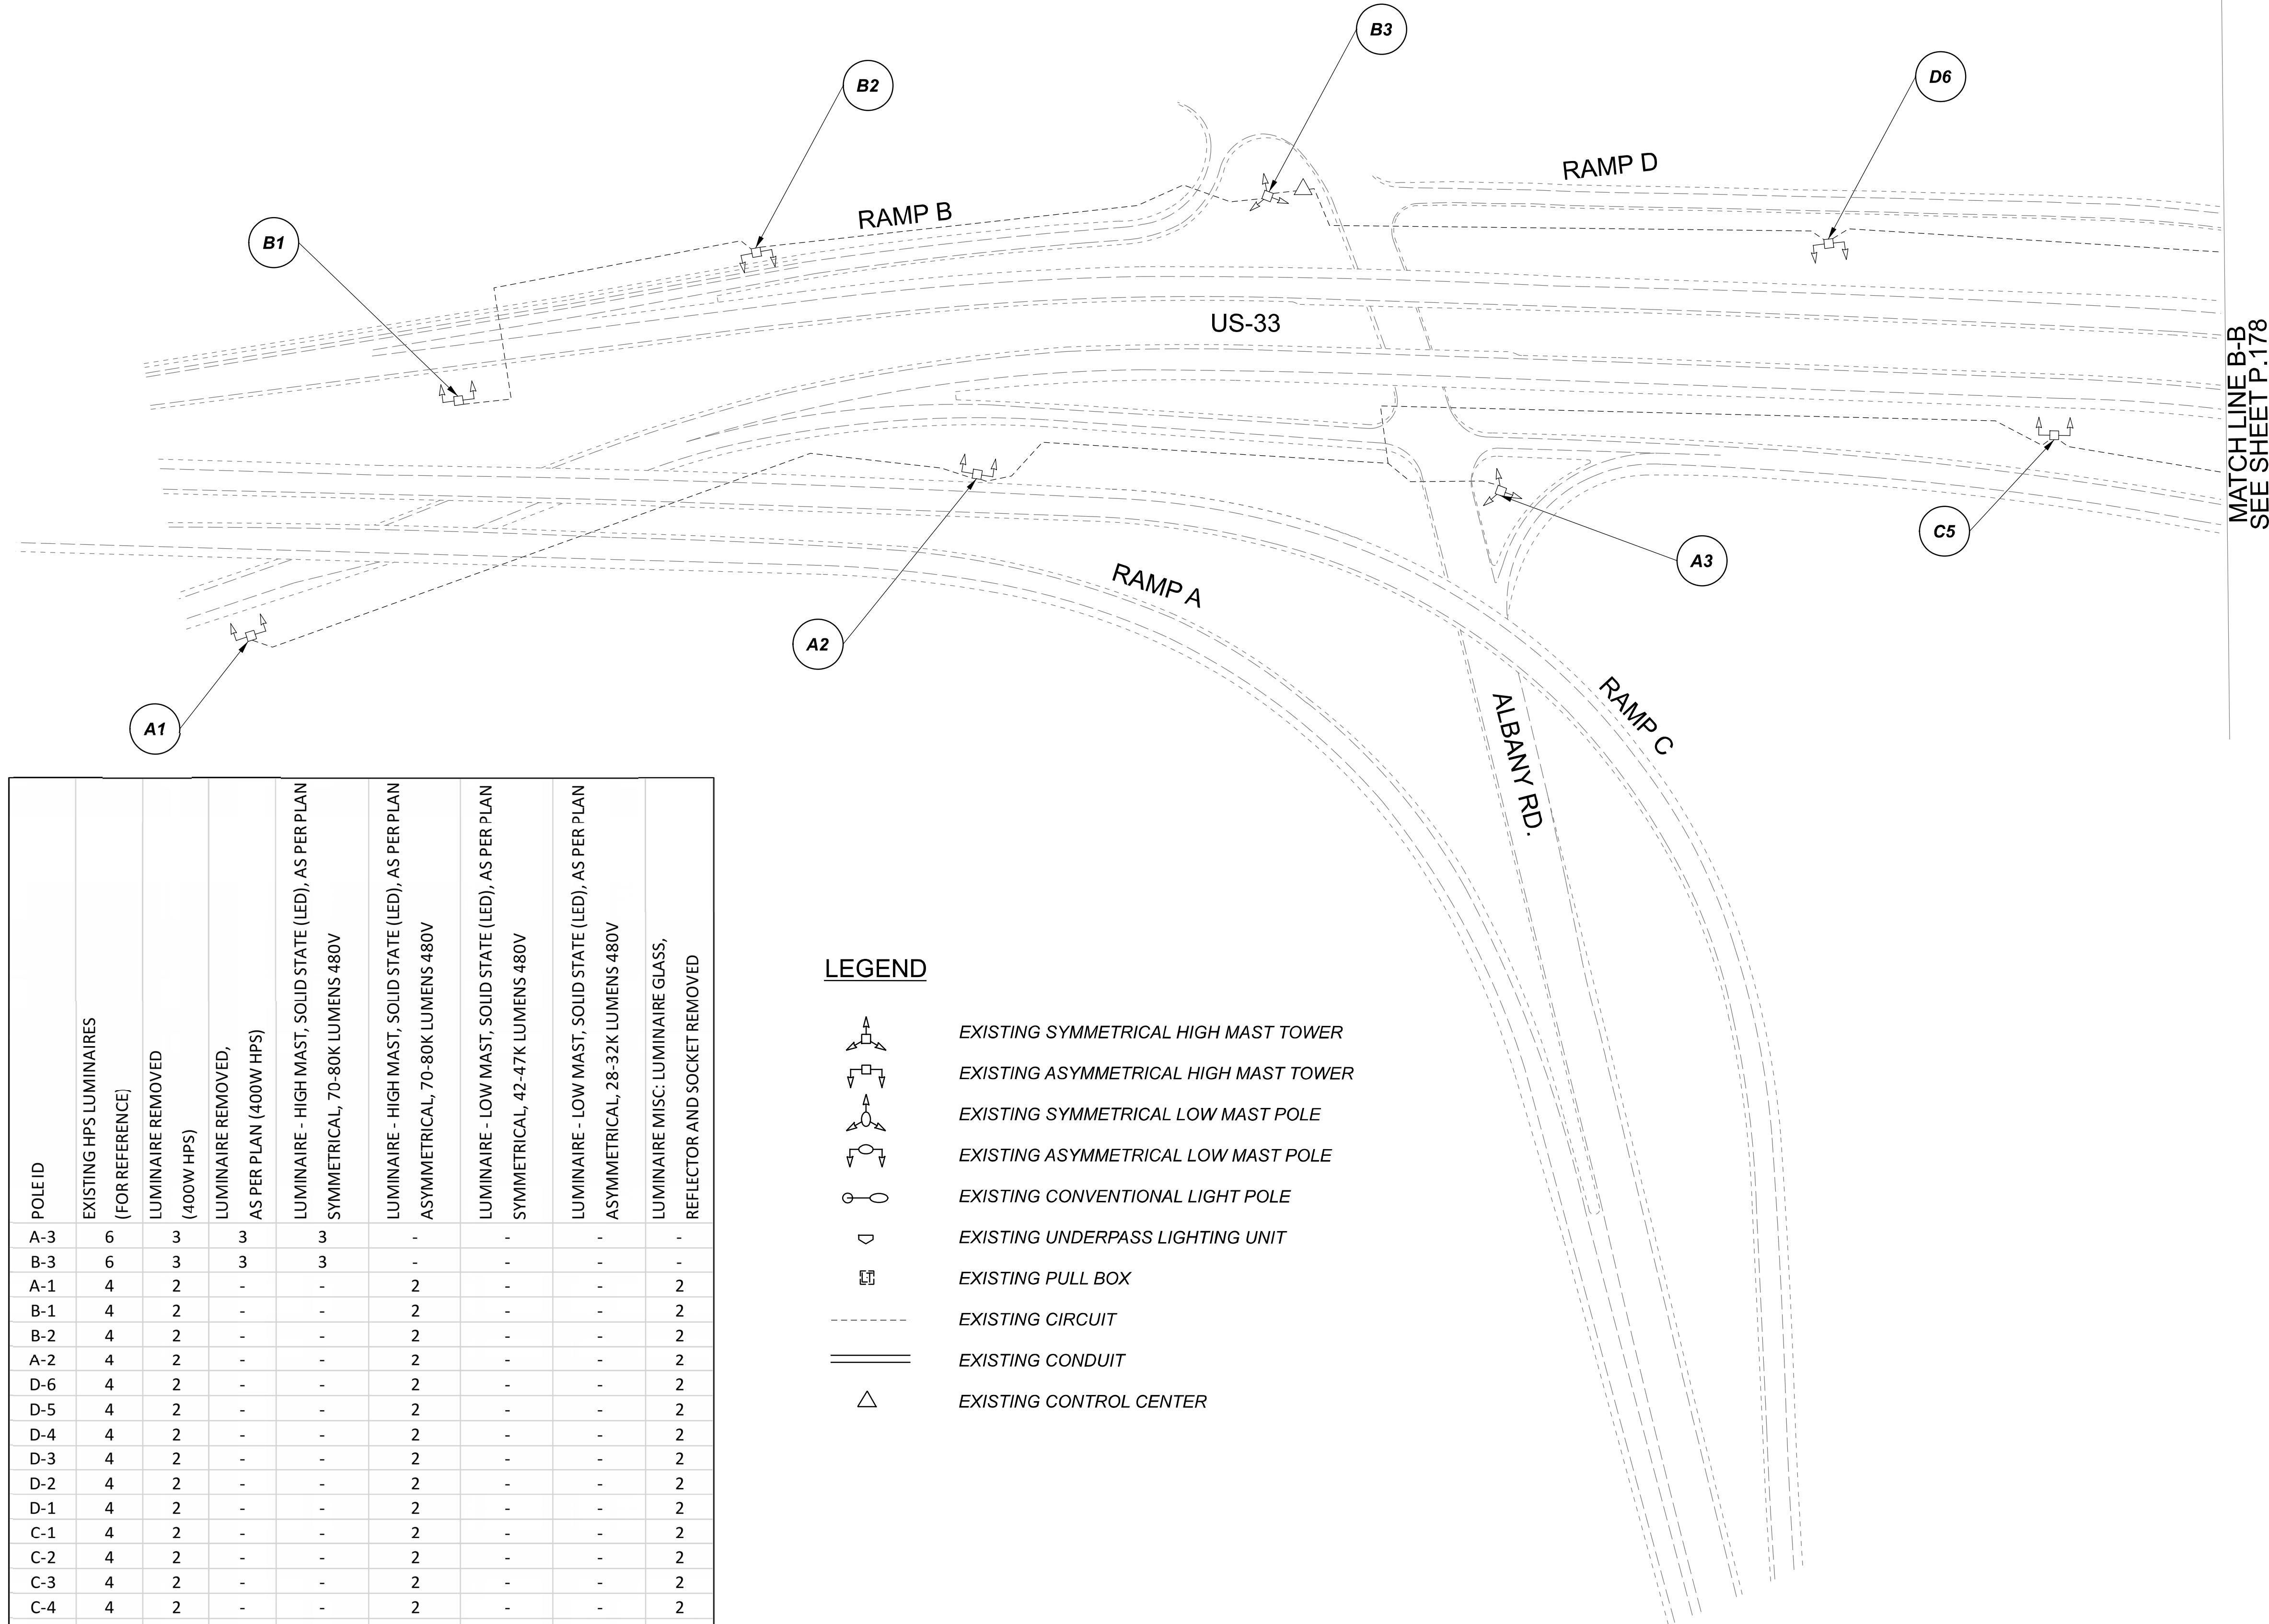 B3
B2
D6
RAMP D
RAMP B
B1
US-33
MATCH LINE B-B
SEE SHEET P.178
C5
A3
RAMP A
A2
RAMP C
ALBANY RD.
A1
POLE ID
EXISTING HPS LUMINAIRES
(FOR REFERENCE)
LUMINAIRE REMOVED
(400W HPS)
LUMINAIRE REMOVED,
AS PER PLAN (400W HPS)
LUMINAIRE - HIGH MAST, SOLID STATE (LED), AS PER PLAN
SYMMETRICAL, 70-80K LUMENS 480V
LUMINAIRE - HIGH MAST, SOLID STATE (LED), AS PER PLAN
ASYMMETRICAL, 70-80K LUMENS 480V
LUMINAIRE - LOW MAST, SOLID STATE (LED), AS PER PLAN
SYMMETRICAL, 42-47K LUMENS 480V
LUMINAIRE - LOW MAST, SOLID STATE (LED), AS PER PLAN
ASYMMETRICAL, 28-32K LUMENS 480V
LUMINAIRE MISC: LUMINAIRE GLASS,
REFLECTOR AND SOCKET REMOVED
A-3 6 3 3 3 - - - -
B-3 6 3 3 3 - - - -
A-1 4 2 - - 2 - - 2
B-1 4 2 - - 2 - - 2
B-2 4 2 - - 2 - - 2
A-2 4 2 - - 2 - - 2
D-6 4 2 - - 2 - - 2
D-5 4 2 - - 2 - - 2
D-4 4 2 - - 2 - - 2
D-3 4 2 - - 2 - - 2
D-2 4 2 - - 2 - - 2
D-1 4 2 - - 2 - - 2
C-1 4 2 - - 2 - - 2
C-2 4 2 - - 2 - - 2
C-3 4 2 - - 2 - - 2
C-4 4 2 - - 2 - - 2
LEGEND
EXISTING SYMMETRICAL HIGH MAST TOWER
EXISTING ASYMMETRICAL HIGH MAST TOWER
EXISTING SYMMETRICAL LOW MAST POLE
EXISTING ASYMMETRICAL LOW MAST POLE
EXISTING CONVENTIONAL LIGHT POLE
EXISTING UNDERPASS LIGHTING UNIT
EXISTING PULL BOX
EXISTING CIRCUIT
EXISTING CONDUIT
EXISTING CONTROL CENTER